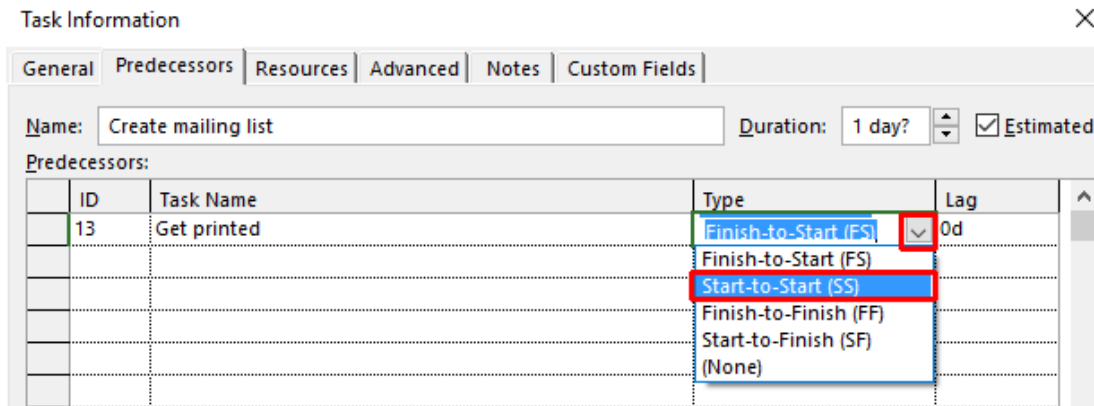 Task Information
General Predecessors Resources Advanced Notes Custom Fields
Name: Create mailing list Duration: 1 day? Estimated
Predecessors:
ID Task Name Type Lag
13 Get printed Finish-to-Start (FS) 0d
Finish-to-Start (FS)
Start-to-Start (SS)
Finish-to-Finish (FF)
Start-to-Finish (SF)
(None)